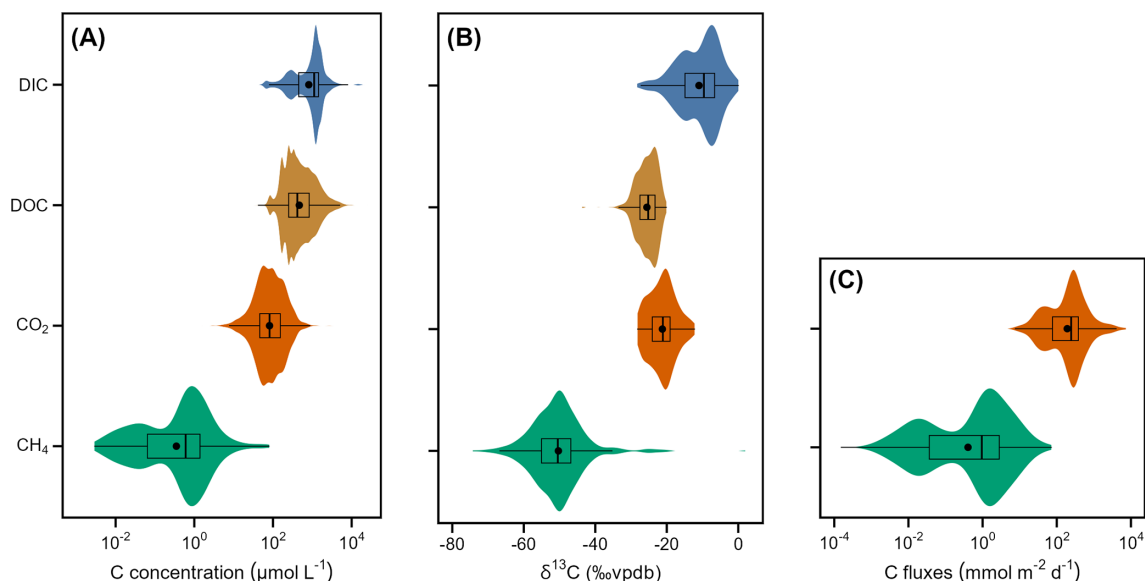 (A)
DIC
DOC
CO₂
CH₄
10⁻² 10⁰ 10² 10⁴
C concentration (µmol L⁻¹)
(B)
-80 -60 -40 -20 0
δ¹³C (‰vpdb)
(C)
10⁻⁴ 10⁻² 10⁰ 10² 10⁴
C fluxes (mmol m⁻² d⁻¹)